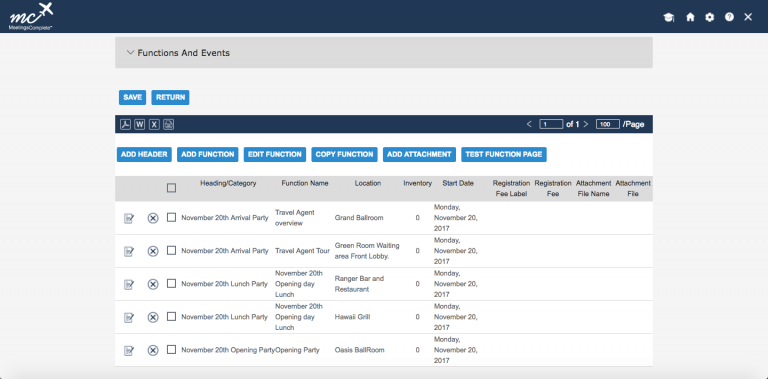 mc
MeetingsComplete
Functions And Events
SAVE RETURN
W X 1 of 1 100 /Page
ADD HEADER ADD FUNCTION EDIT FUNCTION COPY FUNCTION ADD ATTACHMENT TEST FUNCTION PAGE
Heading/Category Function Name Location Inventory Start Date Registration Fee Label Registration Fee Attachment File Name Attachment File
November 20th Arrival Party Travel Agent overview Grand Ballroom 0 Monday, November 20, 2017
November 20th Arrival Party Travel Agent Tour Green Room Waiting area Front Lobby. 0 Monday, November 20, 2017
November 20th Lunch Party November 20th Opening day Lunch Ranger Bar and Restaurant 0 Monday, November 20, 2017
November 20th Lunch Party November 20th Opening day Lunch Hawaii Grill 0 Monday, November 20, 2017
November 20th Opening Party Opening Party Oasis BallRoom 0 Monday, November 20, 2017